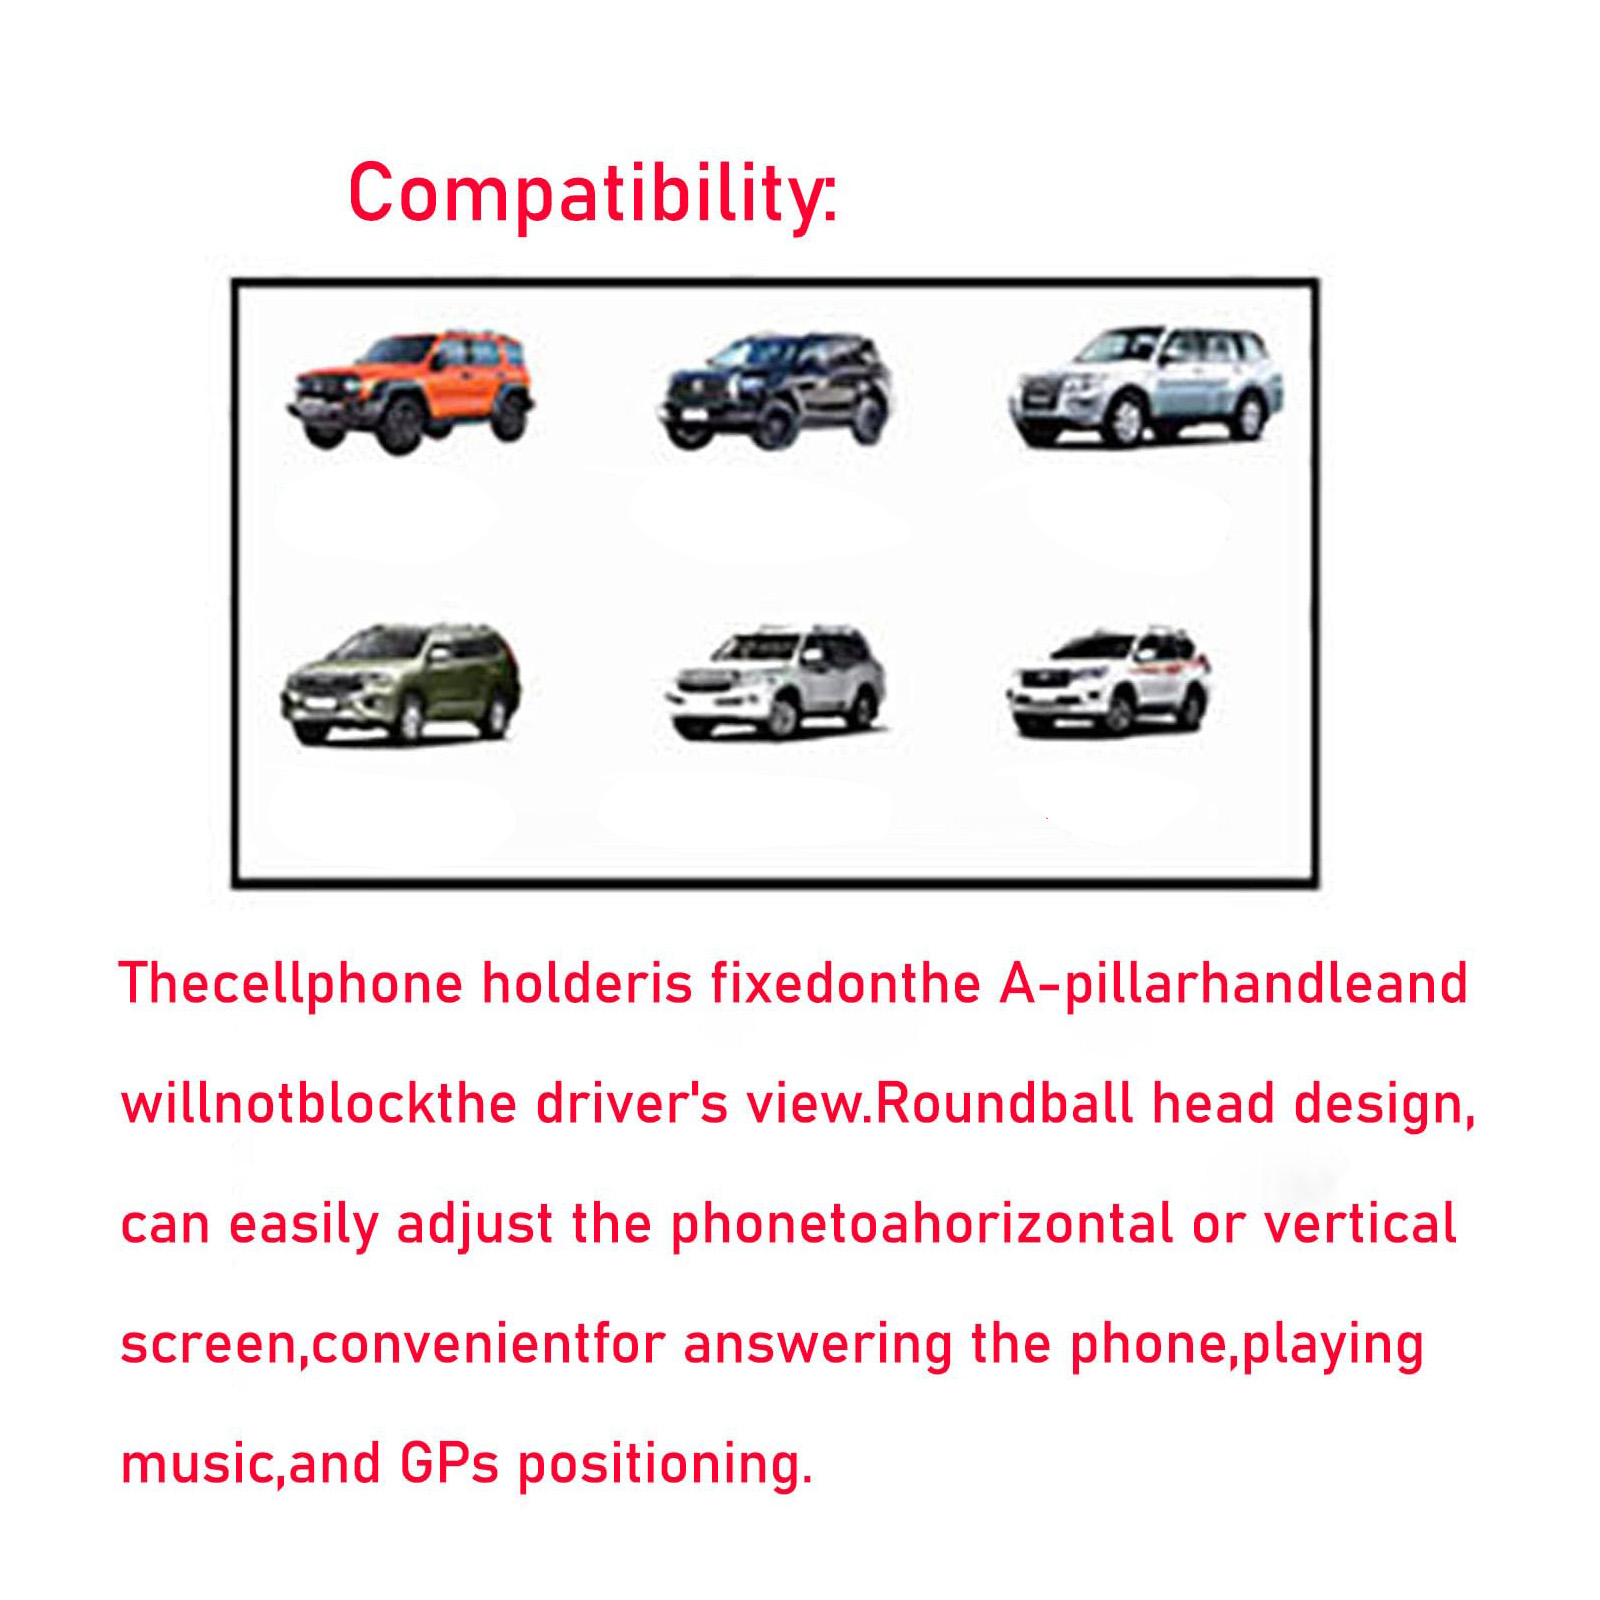 Compatibility:
Thecellphone holderis fixedonthe A-pillarhandleand
willnotblockthe driver's view.Roundball head design,
can easily adjust the phonetoahorizontal or vertical
screen,convenientfor answering the phone,playing
music,and GPs positioning.